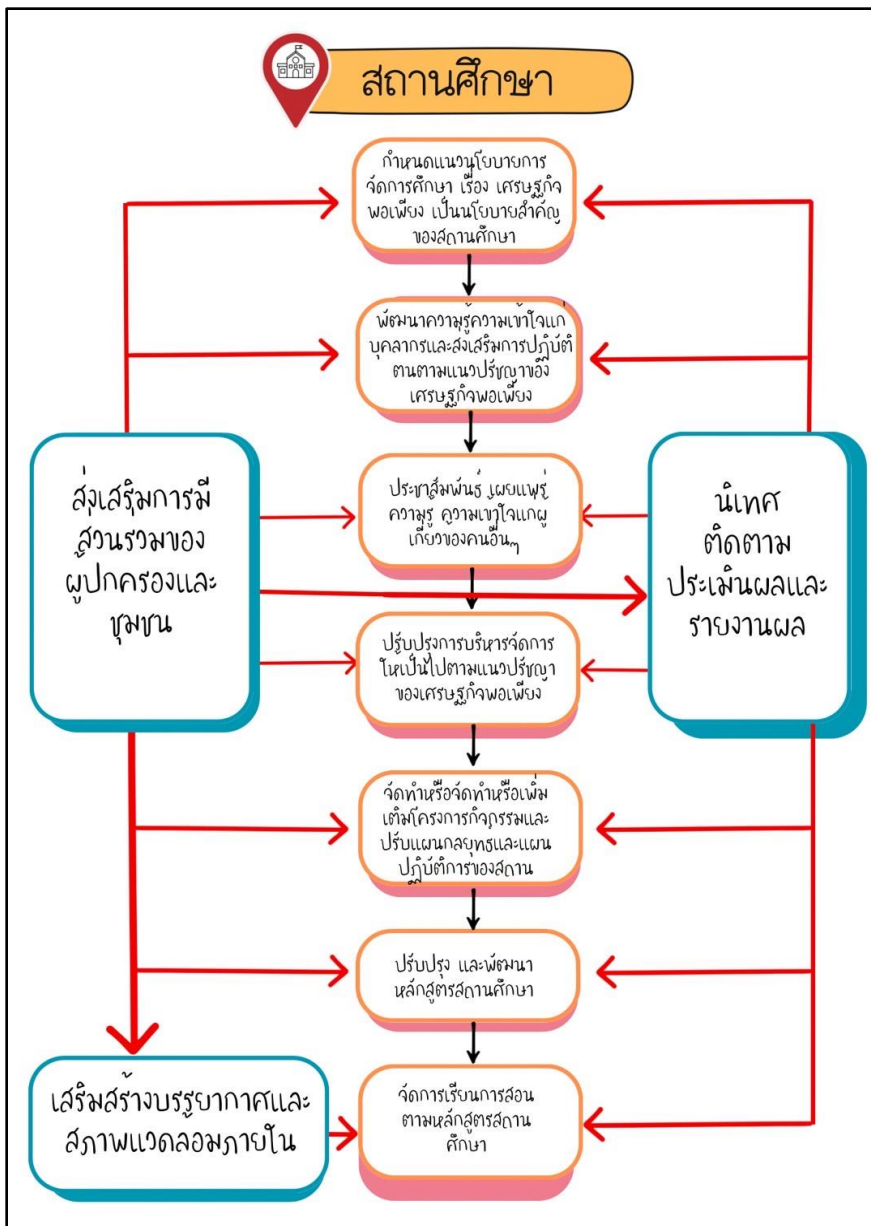 สถานศึกษา
กำหนดแนวนโยบายการ
จัดการศึกษา เรื่อง เศรษฐกิจ
พอเพียง เป็นนโยบายสำคัญ
ของสถานศึกษา
พัฒนาความรู้ความเข้าใจแก่
บุคลากรและส่งเสริมการปฏิบัติ
ตนตามแนวปรัชญาของ
เศรษฐกิจพอเพียง
ส่งเสริมการมี
ส่วนร่วมของ
ผู้ปกครองและ
ชุมชน
ประชาสัมพันธ์ เผยแพร่
ความรู้ ความเข้าใจแก่ผู้
เกี่ยวของคนอื่นๆ
นิเทศ
ติดตาม
ประเมินผลและ
รายงานผล
ปรับปรุงการบริหารจัดการ
ให้เป็นไปตามแนวปรัชญา
ของเศรษฐกิจพอเพียง
จัดทำหรือจัดทำหรือเพิ่ม
เติมโครงการกิจกรรมและ
ปรับแผนกลยุทธและแผน
ปฏิบัติการของสถาน
ปรับปรุง และพัฒนา
หลักสูตรสถานศึกษา
เสริมสร้างบรรยากาศและ
สภาพแวดล้อมภายใน
จัดการเรียนการสอน
ตามหลักสูตรสถาน
ศึกษา